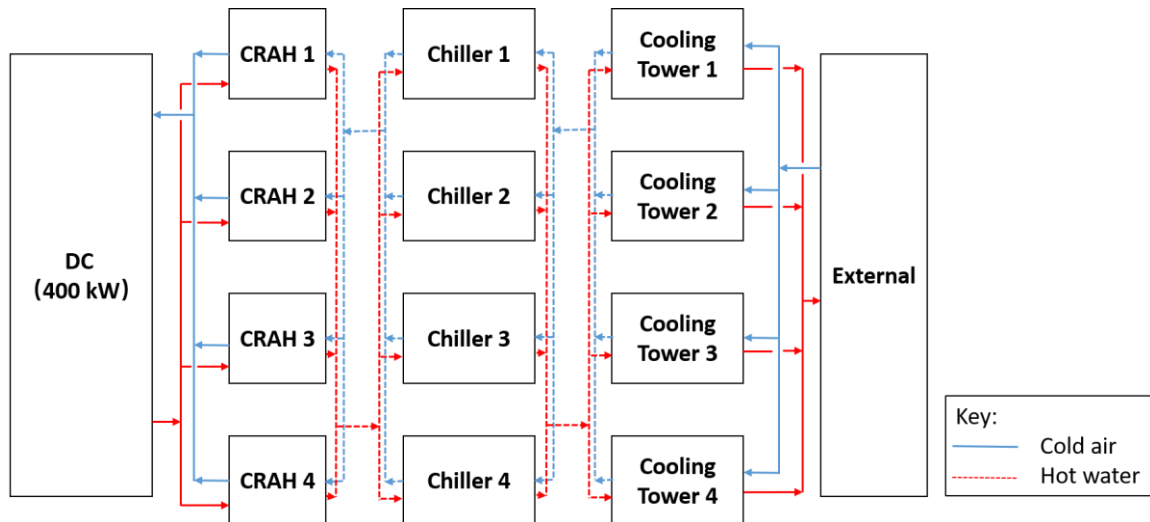 CRAH 1
Chiller 1
Cooling
Tower 1
CRAH 2
Chiller 2
Cooling
Tower 2
DC
(400 kW)
External
CRAH 3
Chiller 3
Cooling
Tower 3
CRAH 4
Chiller 4
Cooling
Tower 4
Key:
Cold air
Hot water